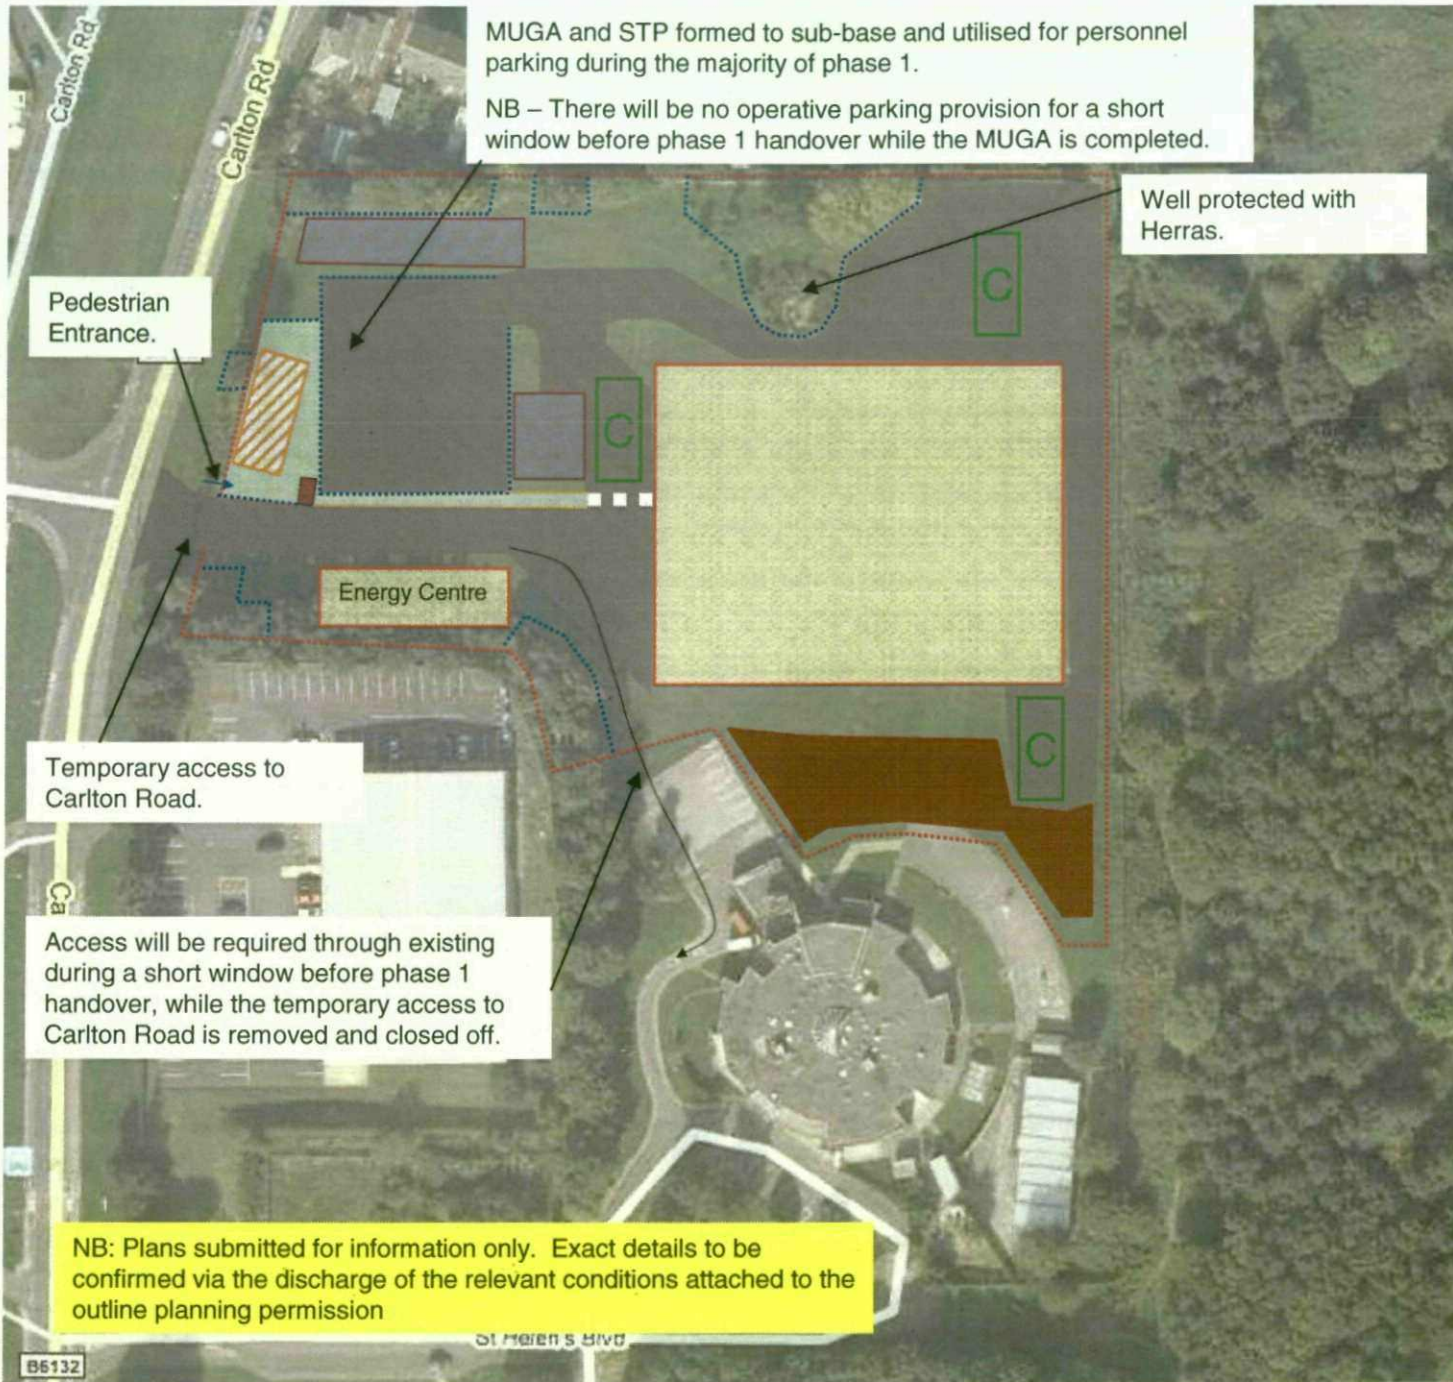 MUGA and STP formed to sub-base and utilised for personnel
parking during the majority of phase 1.
NB – There will be no operative parking provision for a short
window before phase 1 handover while the MUGA is completed.
Carlton Rd
Carlton Rd
Well protected with
Herras.
C
Pedestrian
Entrance.
C
Energy Centre
C
Temporary access to
Carlton Road.
Ca
Access will be required through existing
during a short window before phase 1
handover, while the temporary access to
Carlton Road is removed and closed off.
NB: Plans submitted for information only. Exact details to be
confirmed via the discharge of the relevant conditions attached to the
outline planning permission
St Helen's Blvd
B6132